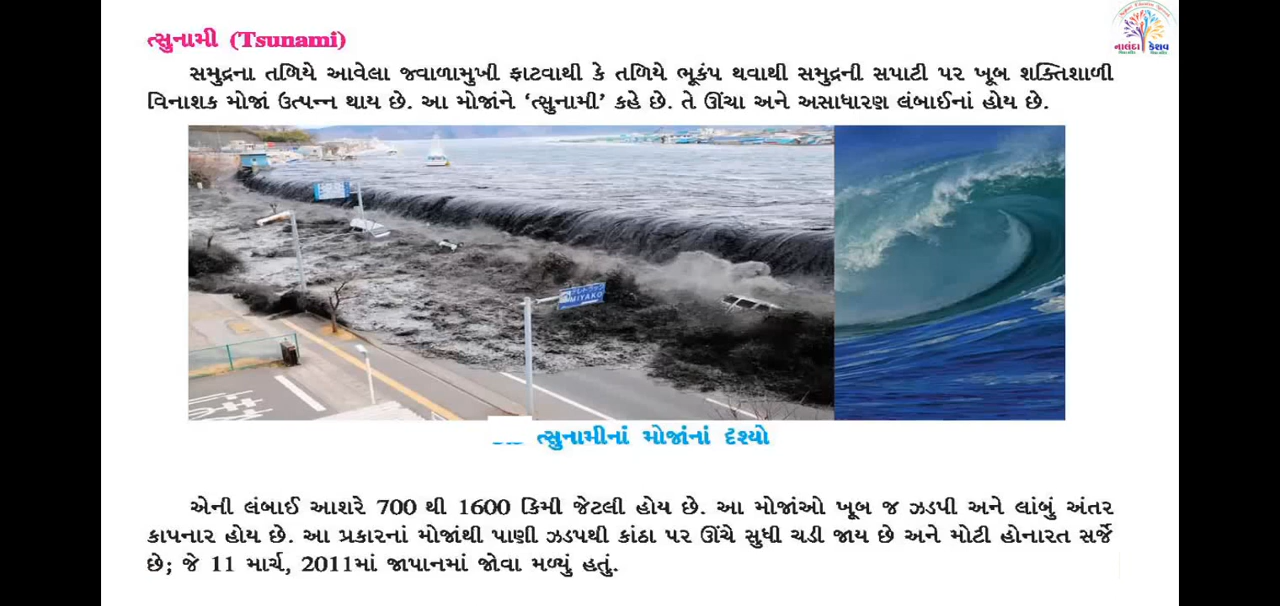 ત્સુનામી (Tsunami)
નાલંદા કેશવ
સમુદ્રના તળિયે આવેલા જ્વાળામુખી ફાટવાથી કે તળિયે ભૂકંપ થવાથી સમુદ્રની સપાટી પર ખૂબ શક્તિશાળી
વિનાશક મોજાં ઉત્પન્ન થાય છે. આ મોજાંને ‘ત્સુનામી’ કહે છે. તે ઊંચા અને અસાધારણ લંબાઈનાં હોય છે.
MIYAKO
ત્સુનામીનાં મોજાંનાં દૃશ્યો
એની લંબાઈ આશરે 700 થી 1600 કિમી જેટલી હોય છે. આ મોજાંઓ ખૂબ જ ઝડપી અને લાંબું અંતર
કાપનાર હોય છે. આ પ્રકારનાં મોજાંથી પાણી ઝડપથી કાંઠા પર ઊંચે સુધી ચડી જાય છે અને મોટી હોનારત સર્જે
છે; જે 11 માર્ચ, 2011માં જાપાનમાં જોવા મળ્યું હતું.